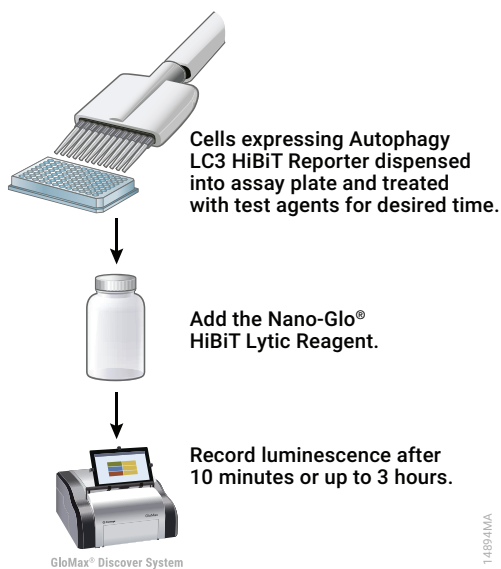 Cells expressing Autophagy
LC3 HiBiT Reporter dispensed
into assay plate and treated
with test agents for desired time.
Add the Nano-Glo®
HiBiT Lytic Reagent.
Record luminescence after
10 minutes or up to 3 hours.
GloMax® Discover System
14894MA